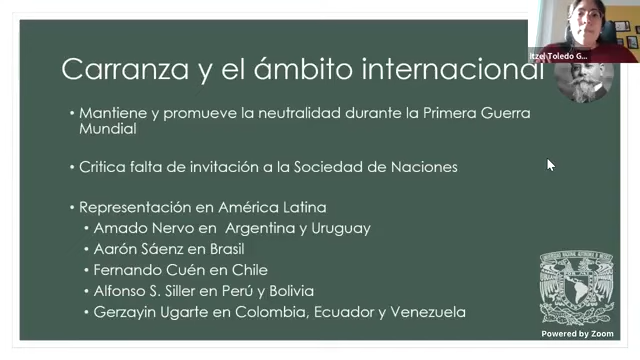 Itzel Toledo G...
Carranza y el ámbito internacional
• Mantiene y promueve la neutralidad durante la Primera Guerra
Mundial
• Critica falta de invitación a la Sociedad de Naciones
• Representación en América Latina
• Amado Nervo en Argentina y Uruguay
• Aarón Sáenz en Brasil
• Fernando Cuén en Chile
• Alfonso S. Siller en Perú y Bolivia
• Gerzayin Ugarte en Colombia, Ecuador y Venezuela
Powered by Zoom